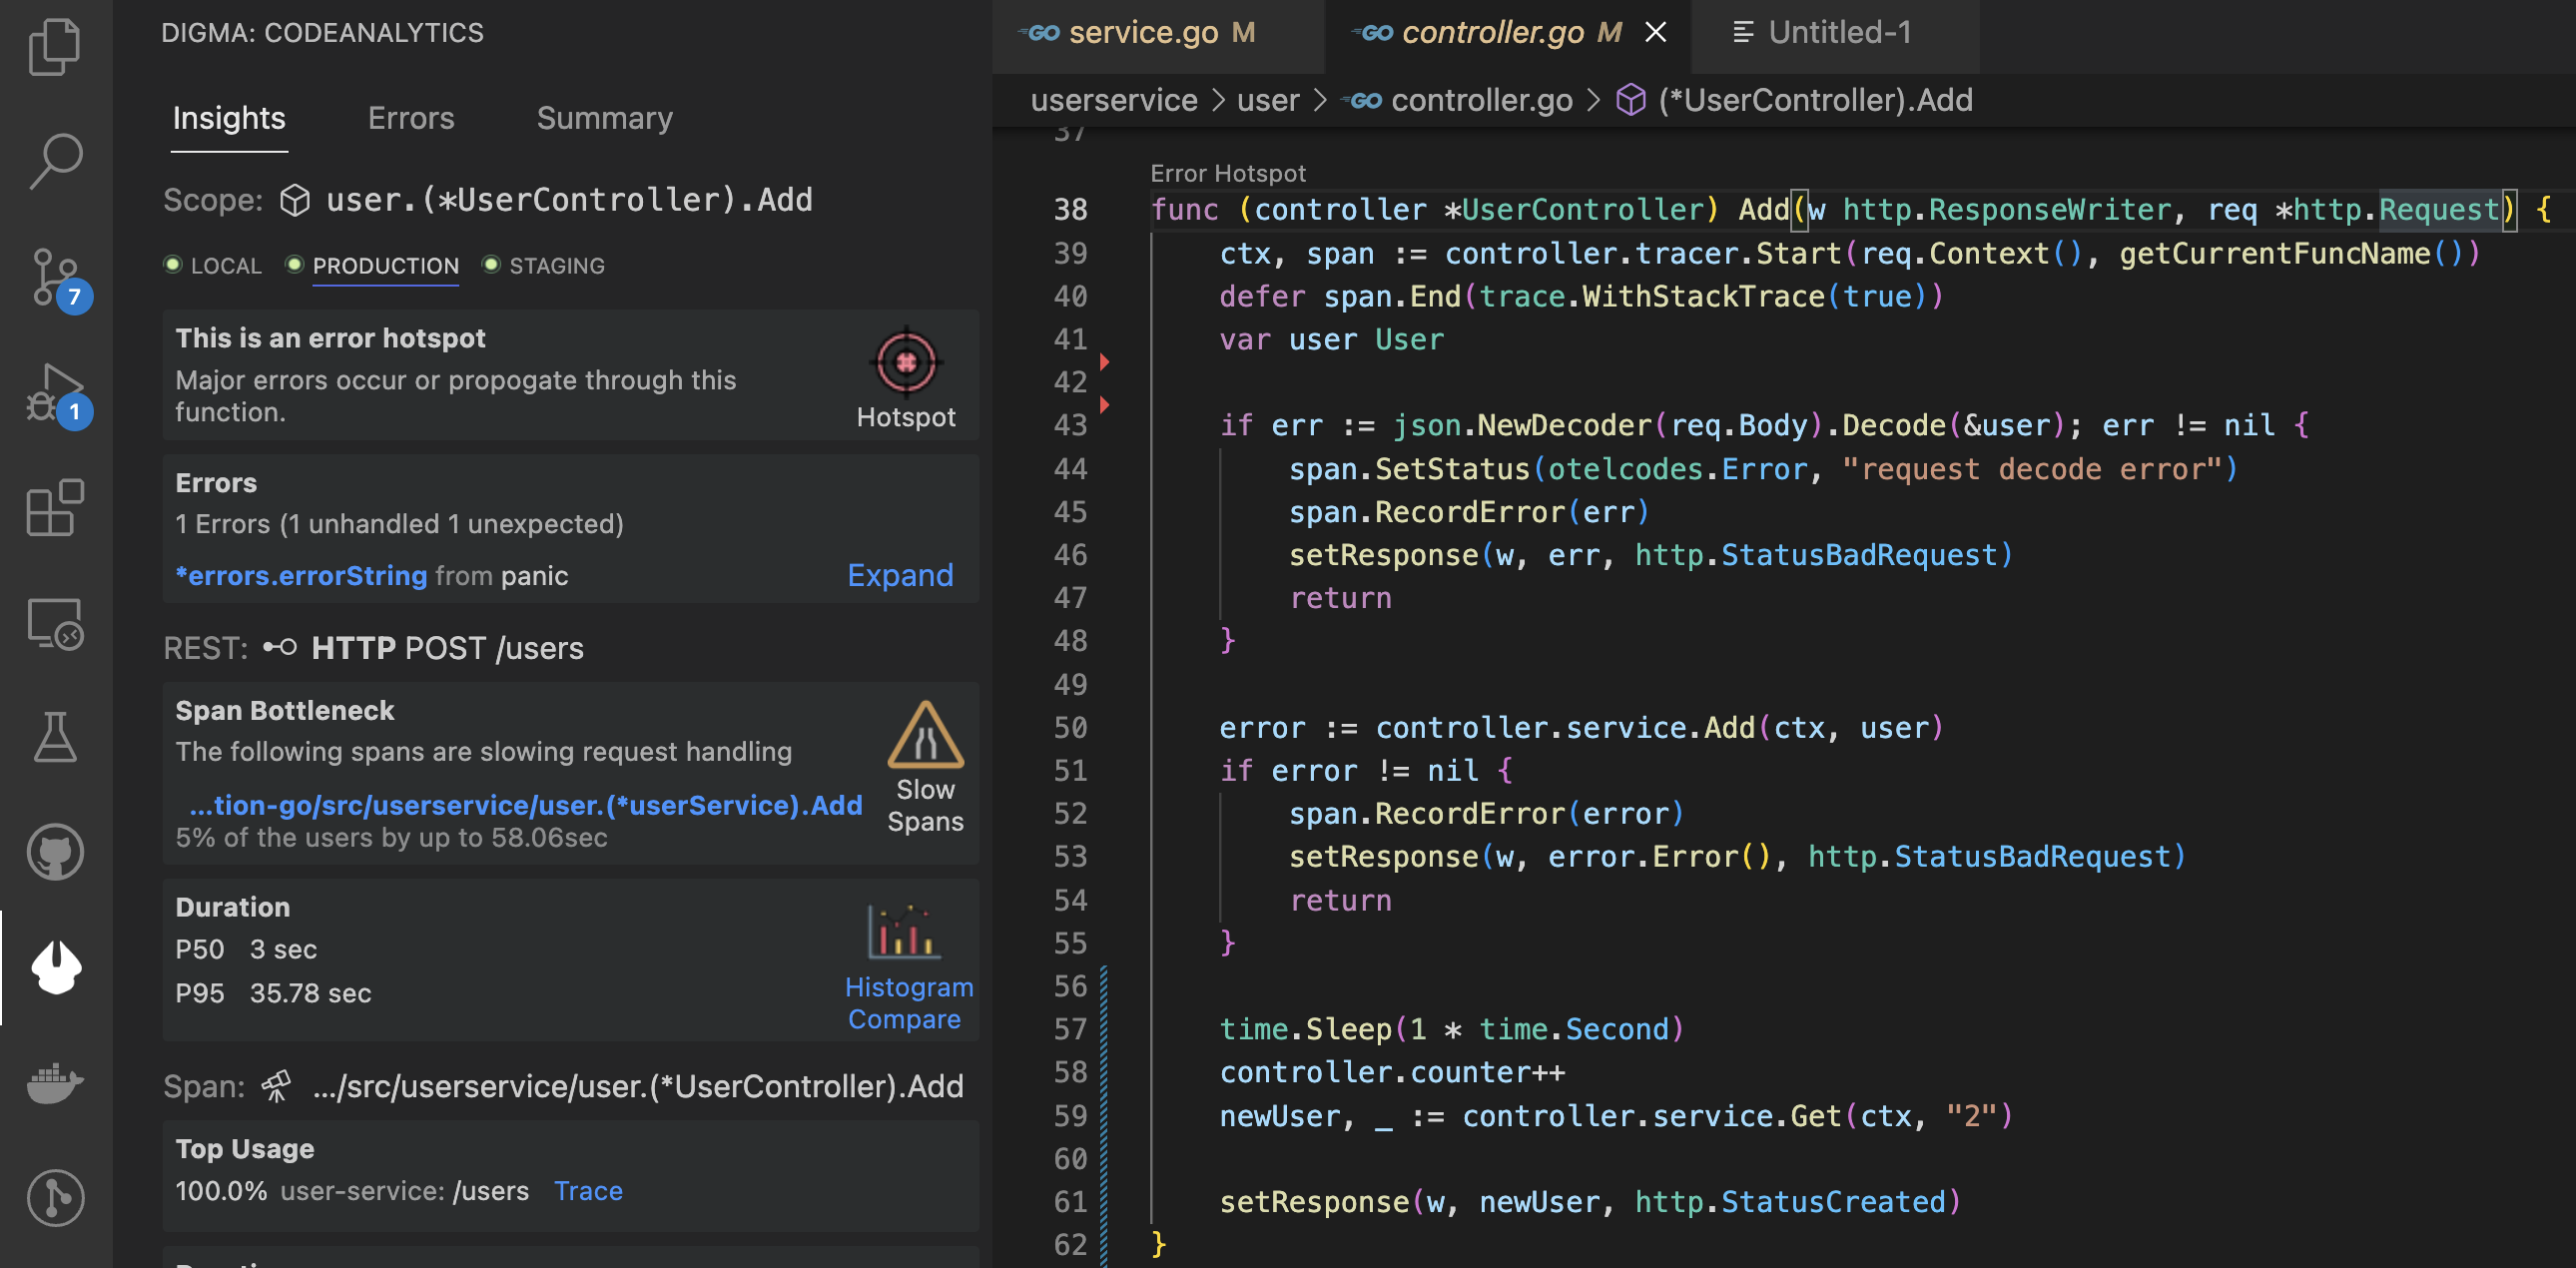 DIGMA: CODEANALYTICS
Insights Errors Summary
Scope: user.(*UserController).Add
LOCAL PRODUCTION STAGING
This is an error hotspot
Major errors occur or propogate through this
function.
Hotspot
Errors
1 Errors (1 unhandled 1 unexpected)
*errors.errorString from panic Expand
REST: HTTP POST /users
Span Bottleneck
The following spans are slowing request handling
...tion-go/src/userservice/user.(*userService).Add
5% of the users by up to 58.06sec
Slow
Spans
Duration
P50 3 sec
P95 35.78 sec
Histogram
Compare
Span: .../src/userservice/user.(*UserController).Add
Top Usage
100.0% user-service: /users Trace
7
1
GO service.go M GO controller.go M Untitled-1
userservice > user > GO controller.go > (*UserController).Add
37
Error Hotspot
38 func (controller *UserController) Add(w http.ResponseWriter, req *http.Request) {
39 ctx, span := controller.tracer.Start(req.Context(), getCurrentFuncName())
40 defer span.End(trace.WithStackTrace(true))
41 var user User
42
43 if err := json.NewDecoder(req.Body).Decode(&user); err != nil {
44 span.SetStatus(otelcodes.Error, "request decode error")
45 span.RecordError(err)
46 setResponse(w, err, http.StatusBadRequest)
47 return
48 }
49
50 error := controller.service.Add(ctx, user)
51 if error != nil {
52 span.RecordError(error)
53 setResponse(w, error.Error(), http.StatusBadRequest)
54 return
55 }
56
57 time.Sleep(1 * time.Second)
58 controller.counter++
59 newUser, _ := controller.service.Get(ctx, "2")
60
61 setResponse(w, newUser, http.StatusCreated)
62 }